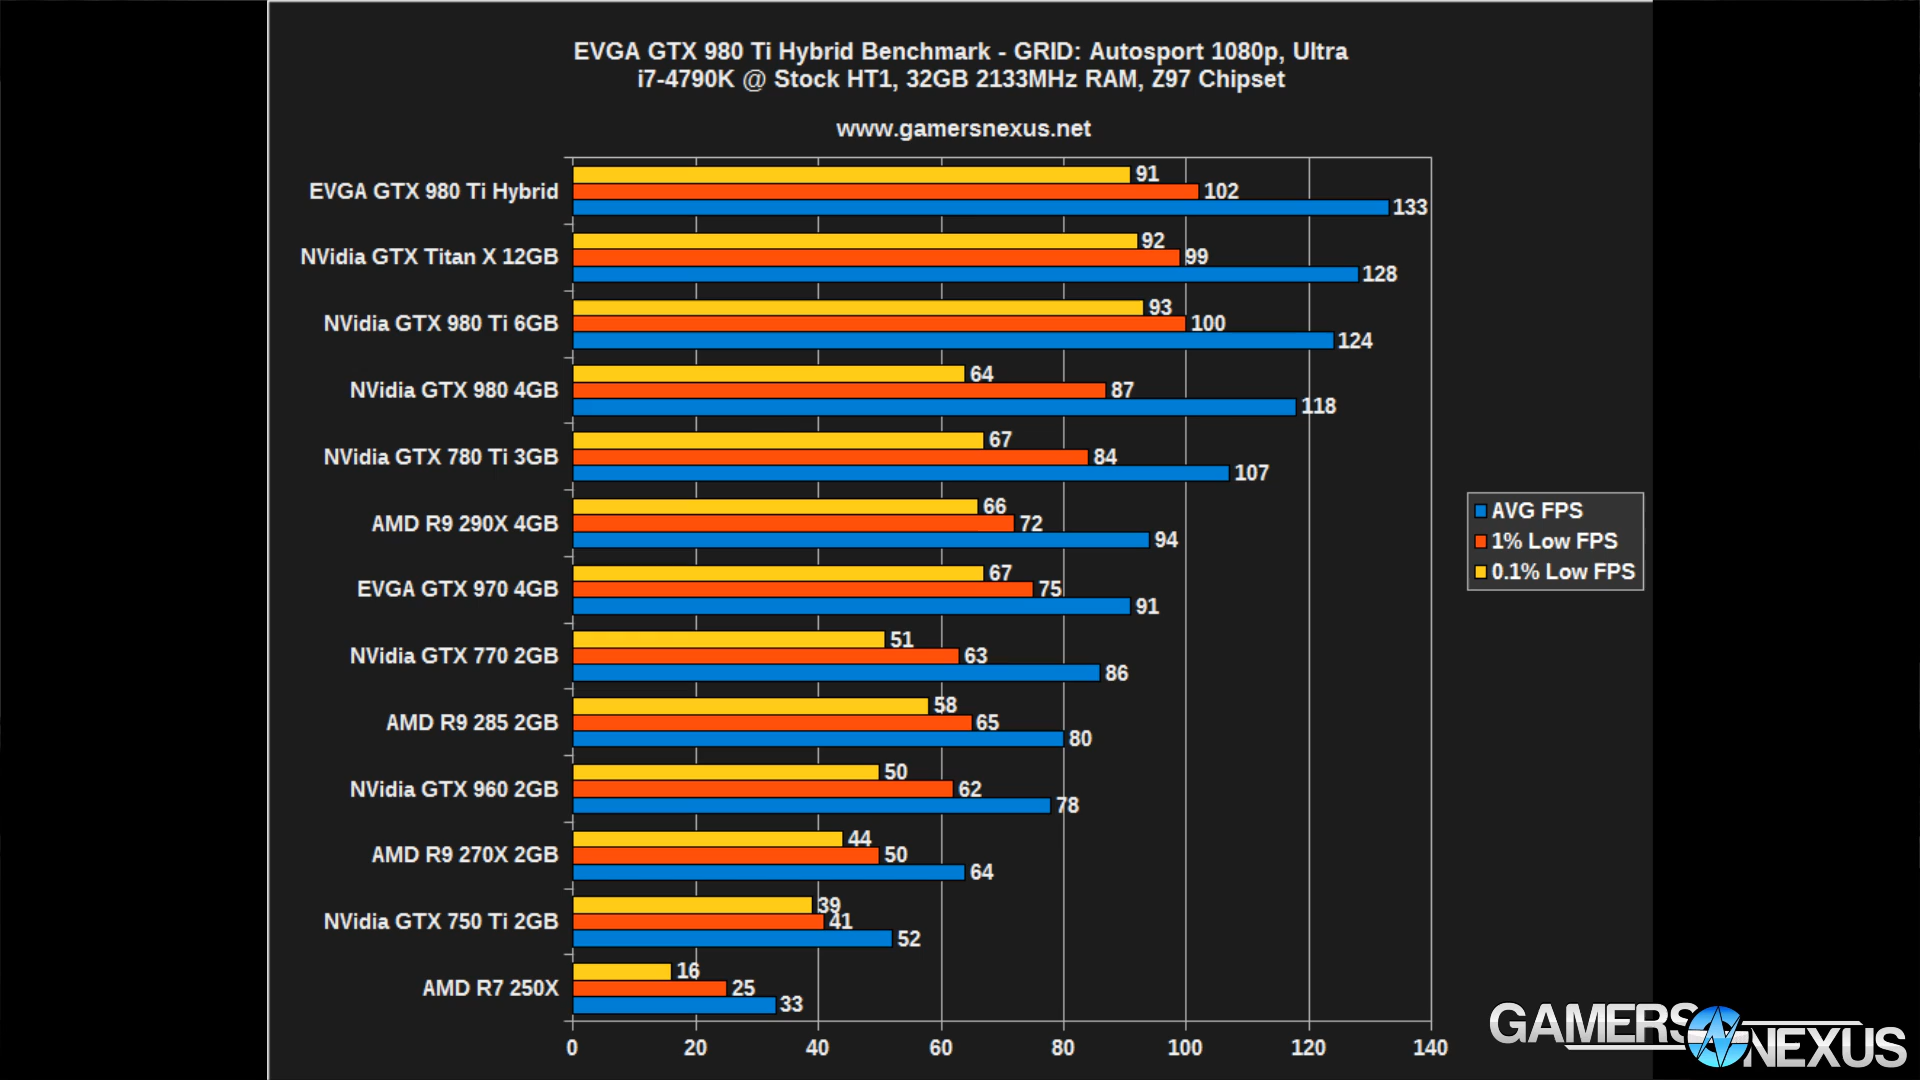 EVGA GTX 980 Ti Hybrid Benchmark - GRID: Autosport 1080p, Ultra
i7-4790K @ Stock HT1, 32GB 2133MHz RAM, Z97 Chipset
www.gamersnexus.net
EVGA GTX 980 Ti Hybrid 91 102 133
NVidia GTX Titan X 12GB 92 99 128
NVidia GTX 980 Ti 6GB 93 100 124
NVidia GTX 980 4GB 64 87 118
NVidia GTX 780 Ti 3GB 67 84 107
AMD R9 290X 4GB 66 72 94
EVGA GTX 970 4GB 67 75 91
NVidia GTX 770 2GB 51 63 86
AMD R9 285 2GB 58 65 80
NVidia GTX 960 2GB 50 62 78
AMD R9 270X 2GB 44 50 64
NVidia GTX 750 Ti 2GB 39 41 52
AMD R7 250X 16 25 33
0 20 40 60 80 100 120 140
AVG FPS
1% Low FPS
0.1% Low FPS
GAMERS
NEXUS